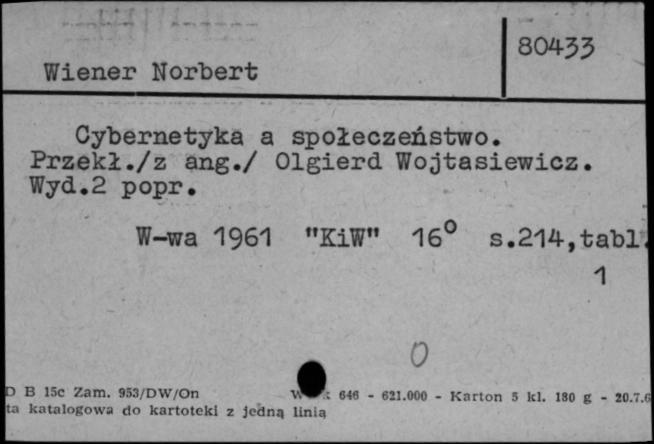 80433
Wiener Norbert
Cybernetyka a społeczeństwo.
Przekł./z ang./ Olgierd Wojtasiewicz.
Wyd.2 popr.
W-wa 1961 "KiW" 16° s.214,tabl.
1
0
D B 15c Zam. 953/DW/On 646 - 621.000 - Karton 5 kl. 180 g - 20.7.6
ta katalogowa do kartoteki z jedną linią